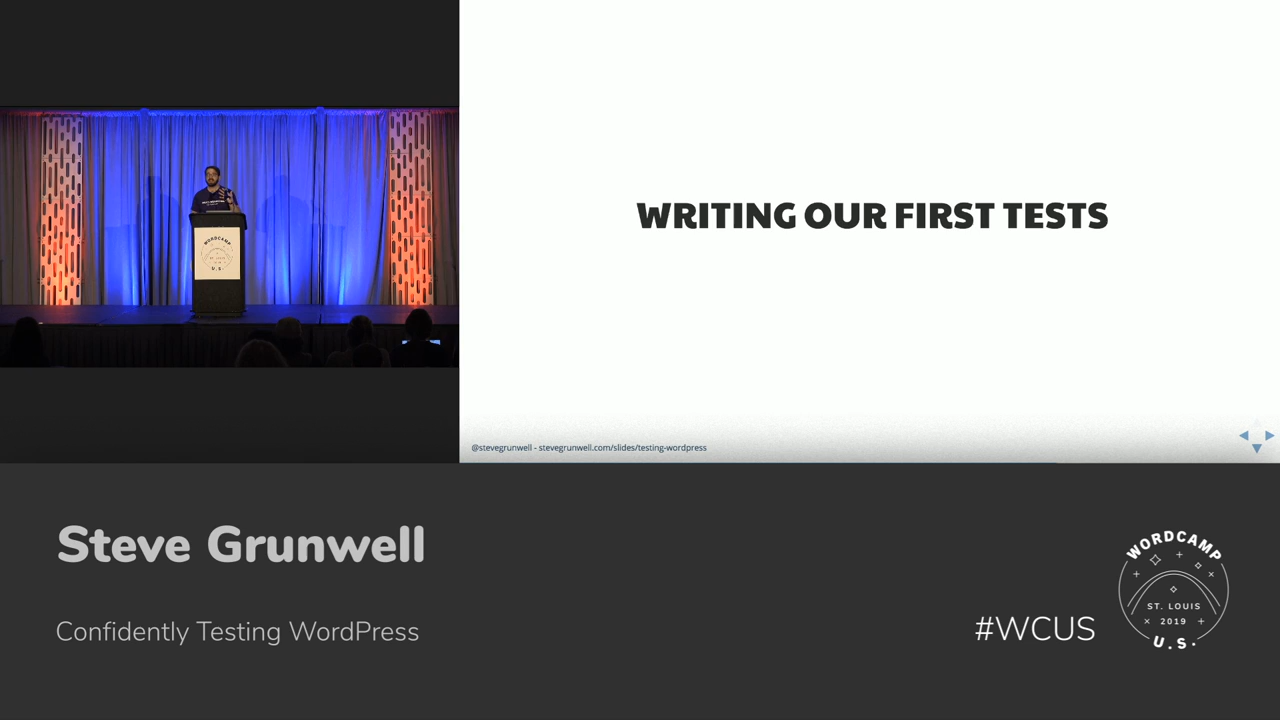 WRITING OUR FIRST TESTS
@stevegrunwell - stevegrunwell.com/slides/testing-wordpress
WORDCAMP
U.S.
Steve Grunwell
Confidently Testing WordPress
#WCUS
WORDCAMP
ST. LOUIS
2019
U.S.